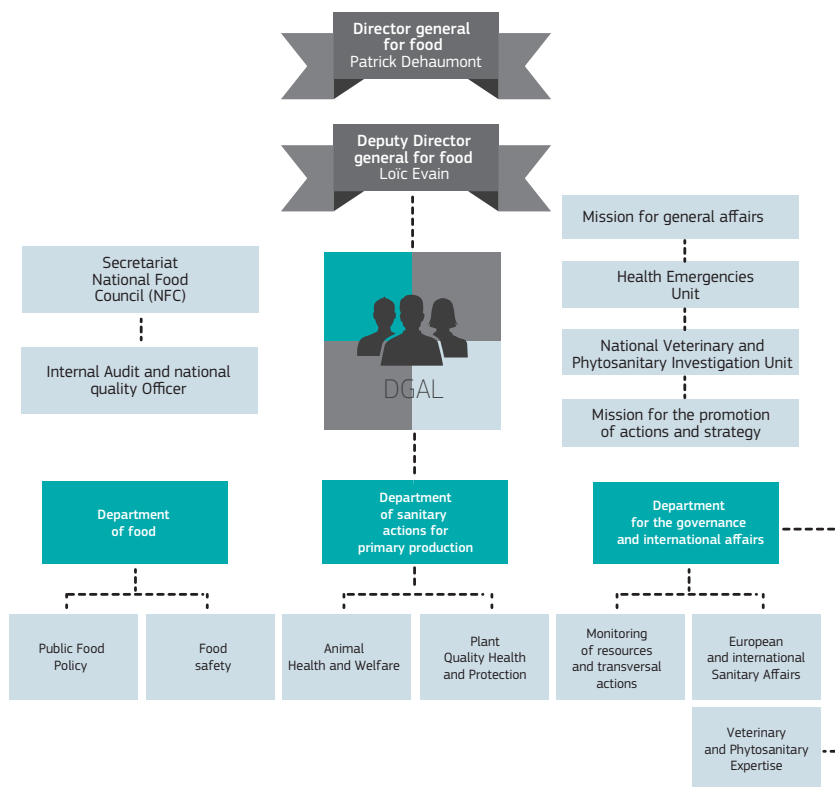 Director general
for food
Patrick Dehaumont
Deputy Director
general for food
Loïc Evain
Secretariat
National Food
Council (NFC)
Internal Audit and national
quality Officer
DGAL
Mission for general affairs
Health Emergencies
Unit
National Veterinary and
Phytosanitary Investigation Unit
Mission for the promotion
of actions and strategy
Department
of food
Department
of sanitary
actions for
primary production
Department
for the governance
and international affairs
Public Food
Policy
Food
safety
Animal
Health and Welfare
Plant
Quality Health
and Protection
Monitoring
of resources
and transversal
actions
European
and international
Sanitary Affairs
Veterinary
and Phytosanitary
Expertise